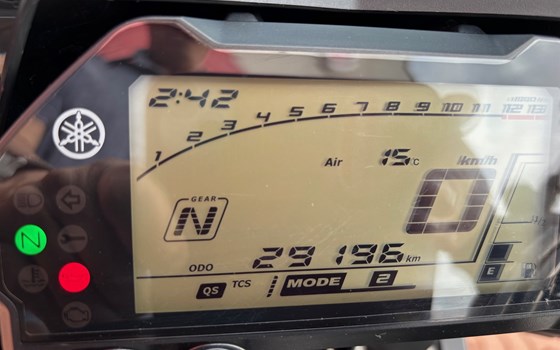 2:42
1 2 3 4 5 6 7 8 9 10 11 12 13
Air 15°C
km/h
0
GEAR
N
N
ODO 29196 km
QS TCS 1 MODE 2
E